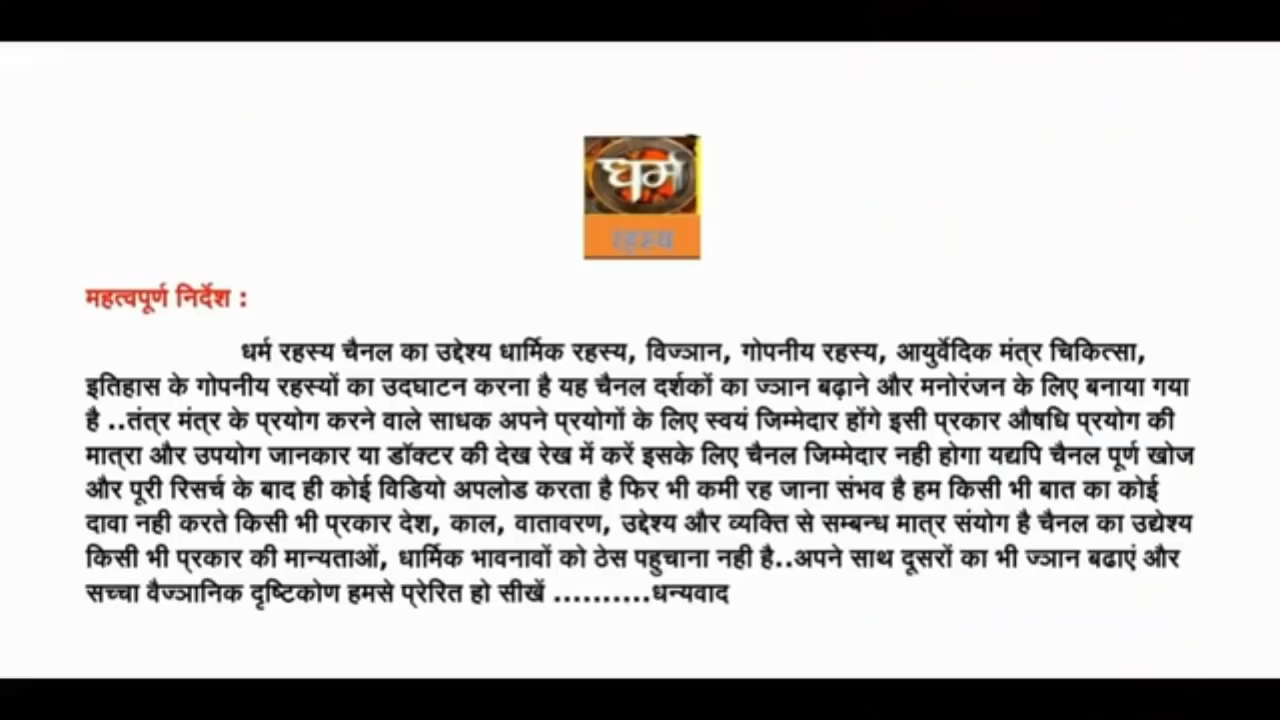 धर्म
रहस्य
महत्वपूर्ण निर्देश :
धर्म रहस्य चैनल का उद्देश्य धार्मिक रहस्य, विज्ञान, गोपनीय रहस्य, आयुर्वेदिक मंत्र चिकित्सा,
इतिहास के गोपनीय रहस्यों का उदघाटन करना है यह चैनल दर्शकों का ज्ञान बढ़ाने और मनोरंजन के लिए बनाया गया
है ..तंत्र मंत्र के प्रयोग करने वाले साधक अपने प्रयोगों के लिए स्वयं जिम्मेदार होंगे इसी प्रकार औषधि प्रयोग की
मात्रा और उपयोग जानकार या डॉक्टर की देख रेख में करें इसके लिए चैनल जिम्मेदार नही होगा यद्यपि चैनल पूर्ण खोज
और पूरी रिसर्च के बाद ही कोई विडियो अपलोड करता है फिर भी कमी रह जाना संभव है हम किसी भी बात का कोई
दावा नही करते किसी भी प्रकार देश, काल, वातावरण, उद्देश्य और व्यक्ति से सम्बन्ध मात्र संयोग है चैनल का उद्येश्य
किसी भी प्रकार की मान्यताओं, धार्मिक भावनावों को ठेस पहुचाना नही है..अपने साथ दूसरों का भी ज्ञान बढाएं और
सच्चा वैज्ञानिक दृष्टिकोण हमसे प्रेरित हो सीखें ..........धन्यवाद